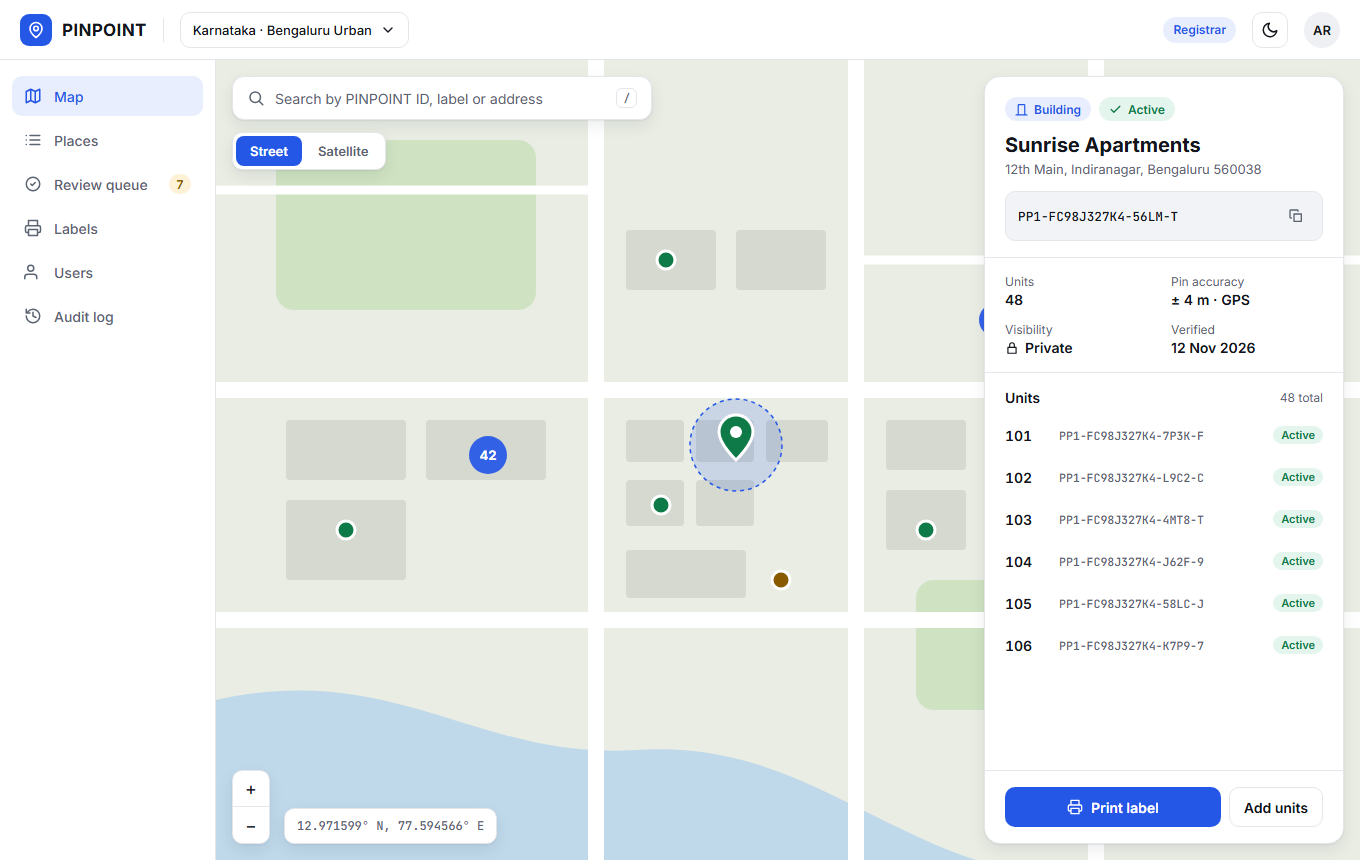 PINPOINT
Karnataka · Bengaluru Urban
Registrar
AR
Map
Places
Review queue 7
Labels
Users
Audit log
Search by PINPOINT ID, label or address /
Street Satellite
42
+
−
12.971599° N, 77.594566° E
Building Active
Sunrise Apartments
12th Main, Indiranagar, Bengaluru 560038
PP1-FC98J327K4-56LM-T
Units Pin accuracy
48 ± 4 m · GPS
Visibility Verified
Private 12 Nov 2026
Units 48 total
101 PP1-FC98J327K4-7P3K-F Active
102 PP1-FC98J327K4-L9C2-C Active
103 PP1-FC98J327K4-4MT8-T Active
104 PP1-FC98J327K4-J62F-9 Active
105 PP1-FC98J327K4-58LC-J Active
106 PP1-FC98J327K4-K7P9-7 Active
Print label Add units